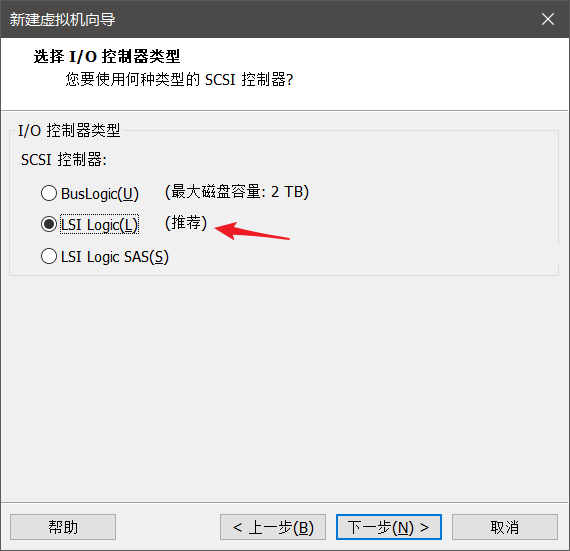 新建虚拟机向导
选择 I/O 控制器类型
您要使用何种类型的 SCSI 控制器?
I/O 控制器类型
SCSI 控制器:
BusLogic(U) (最大磁盘容量: 2 TB)
LSI Logic(L) (推荐)
LSI Logic SAS(S)
帮助 < 上一步(B) 下一步(N) > 取消